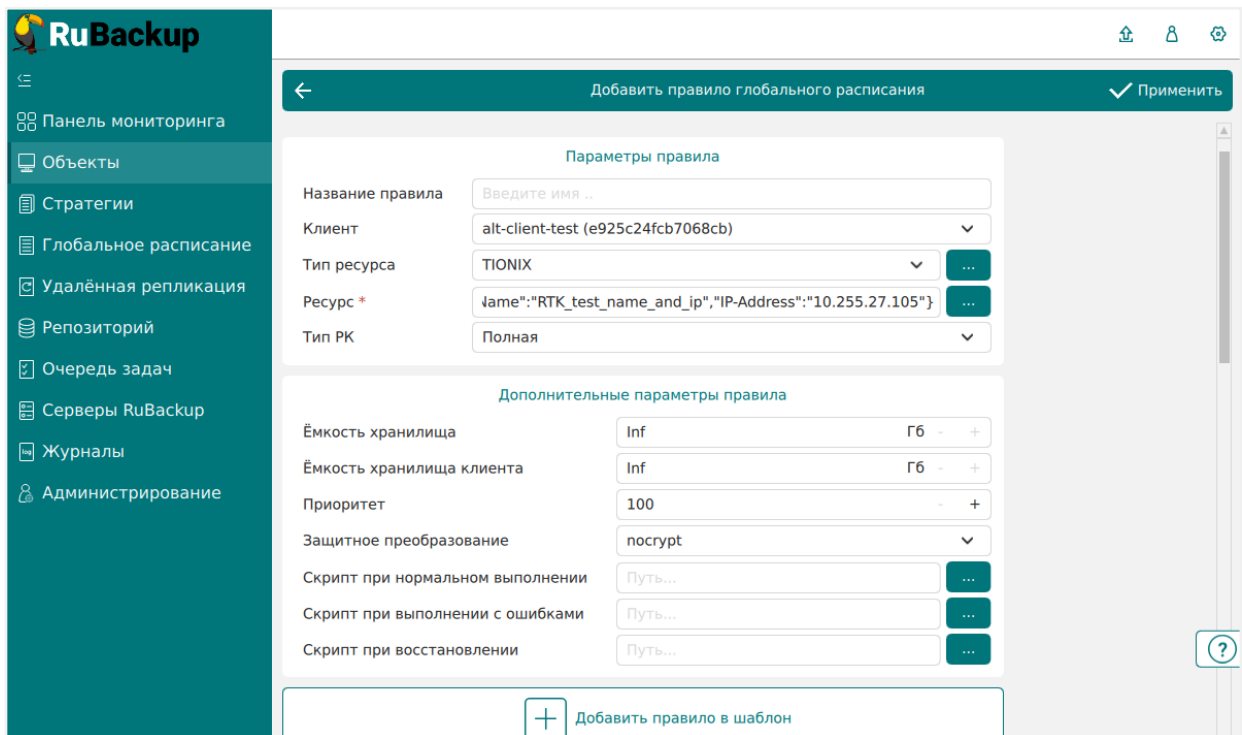 RuBackup
Добавить правило глобального расписания
Применить
Панель мониторинга
Объекты
Стратегии
Глобальное расписание
Удалённая репликация
Репозиторий
Очередь задач
Серверы RuBackup
Журналы
Администрирование
Параметры правила
Название правила Введите имя ..
Клиент alt-client-test (e925c24fcb7068cb)
Тип ресурса TIONIX ...
Ресурс * Name":"RTK_test_name_and_ip","IP-Address":"10.255.27.105"} ...
Тип РК Полная
Дополнительные параметры правила
Ёмкость хранилища Inf Гб - +
Ёмкость хранилища клиента Inf Гб - +
Приоритет 100 - +
Защитное преобразование nocrypt
Скрипт при нормальном выполнении Путь... ...
Скрипт при выполнении с ошибками Путь... ...
Скрипт при восстановлении Путь... ...
?
+ Добавить правило в шаблон